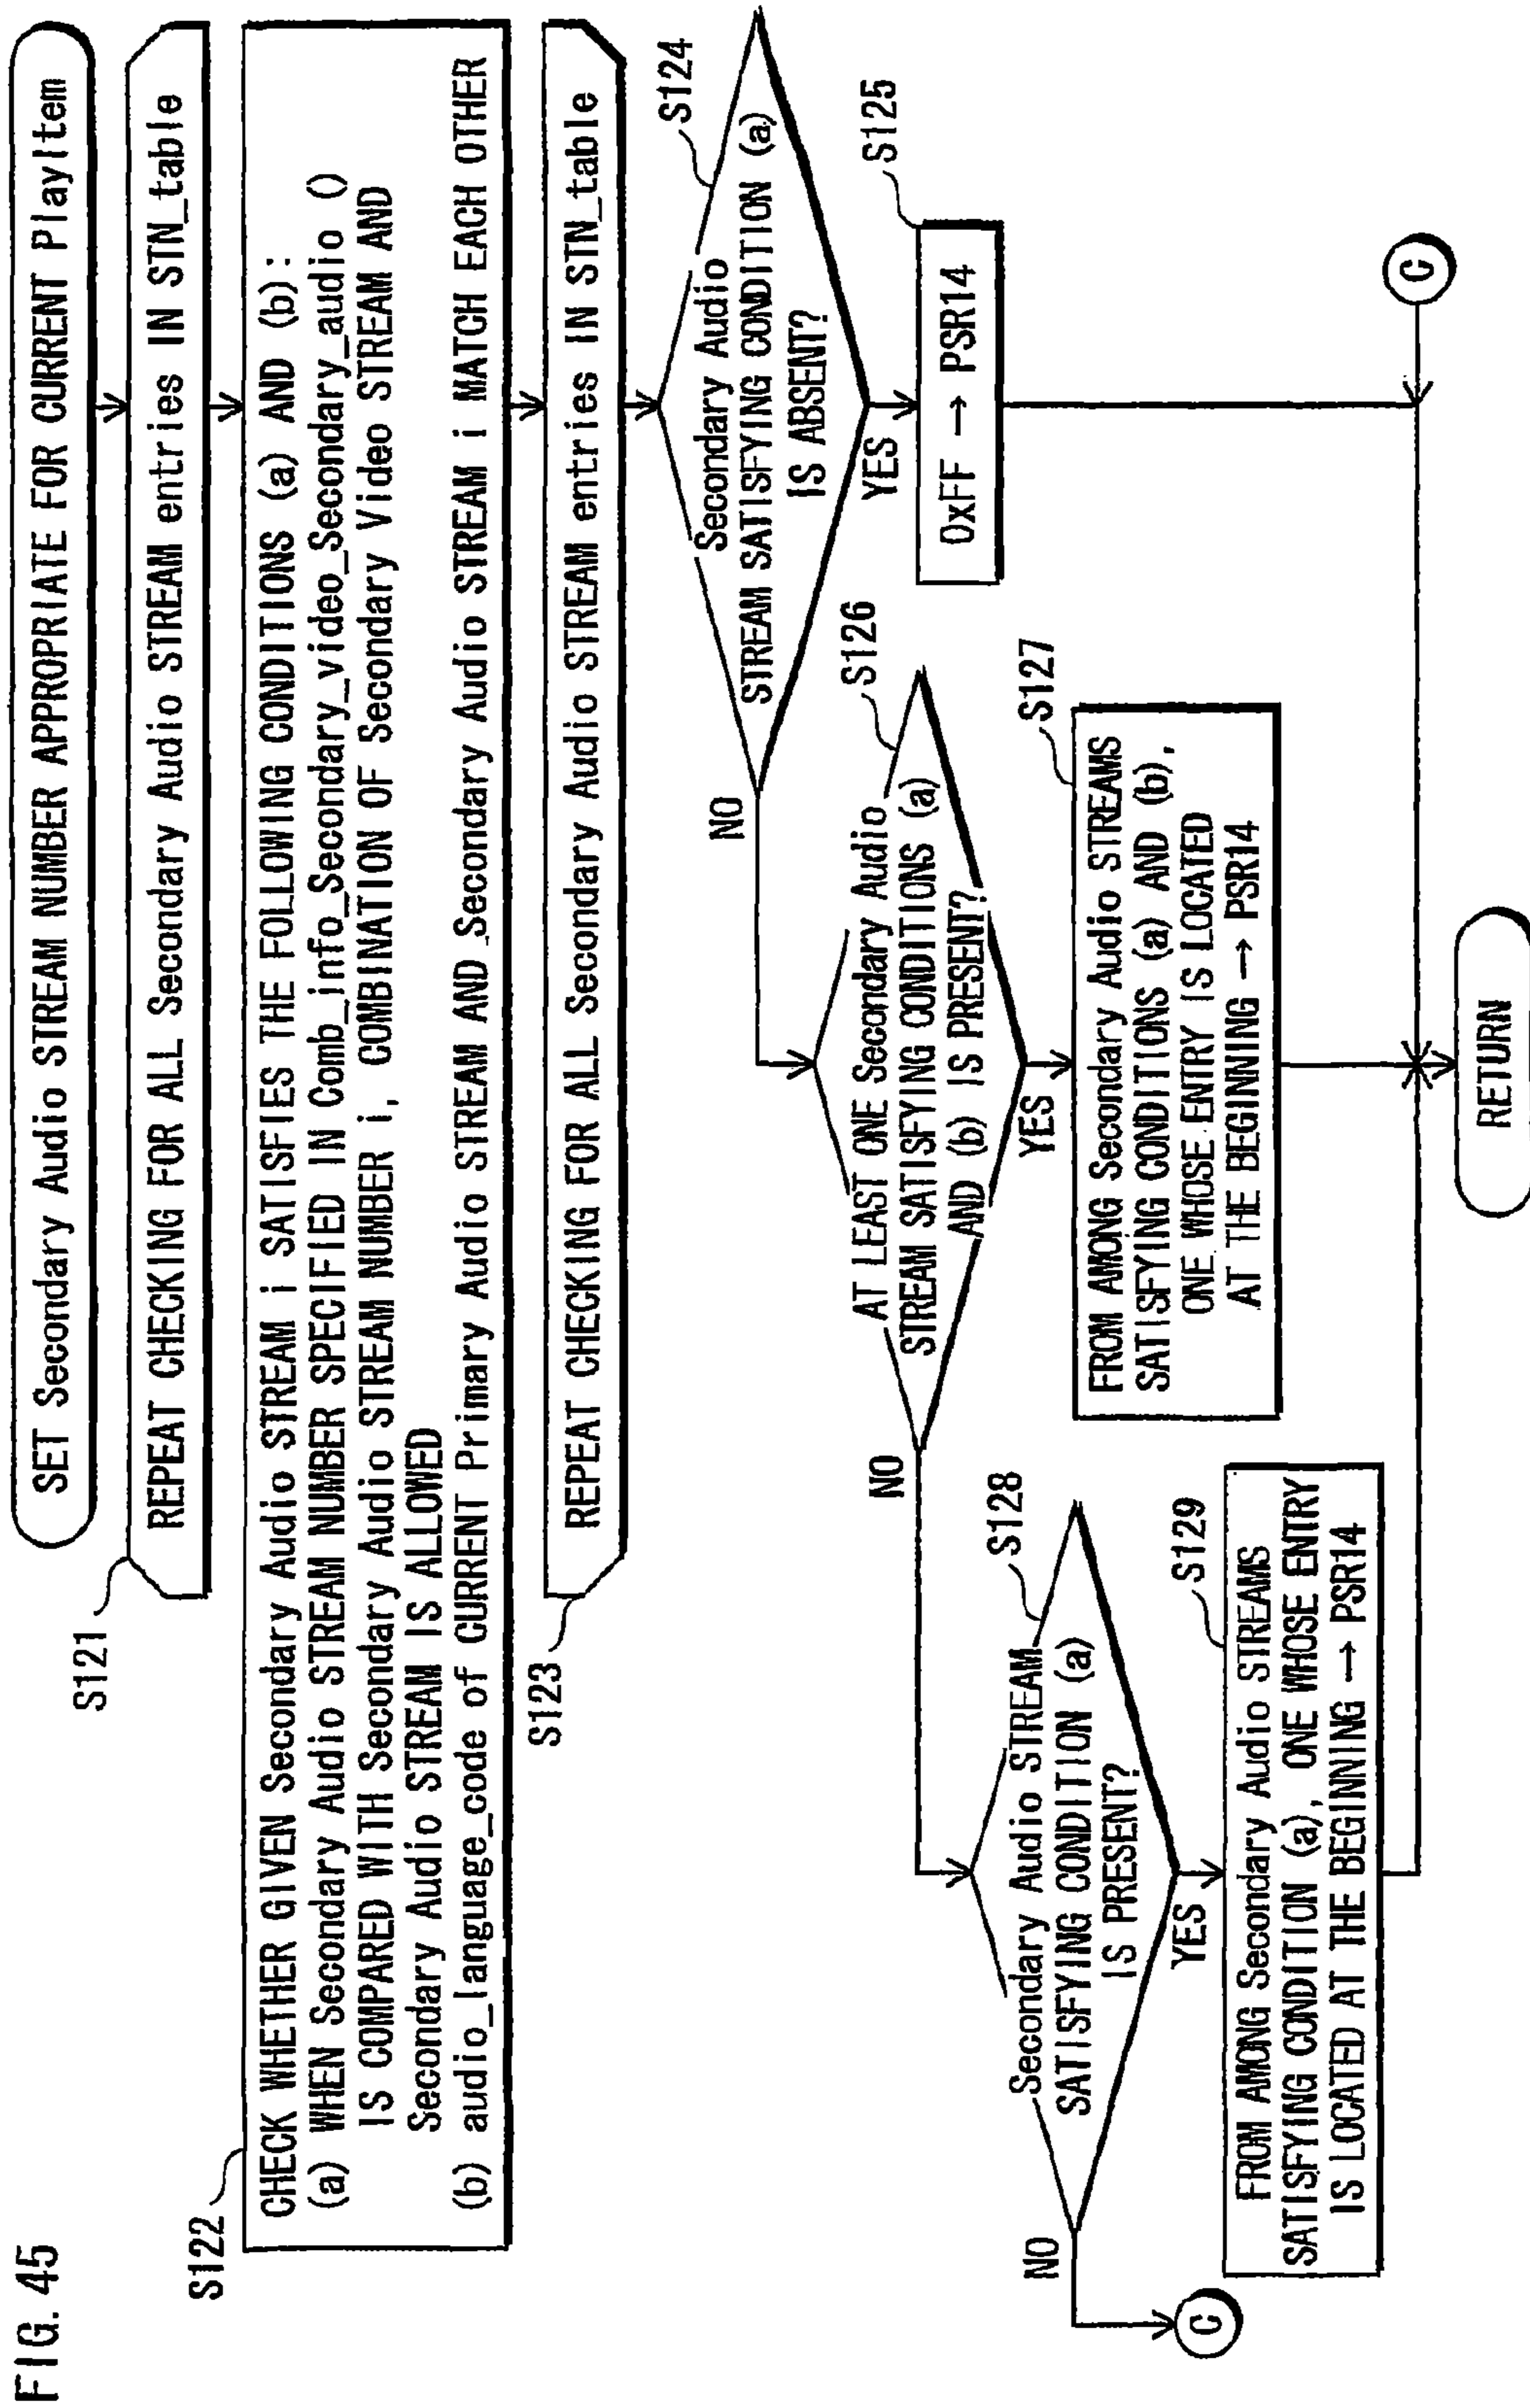 FIG. 45
SET Secondary Audio STREAM NUMBER APPROPRIATE FOR CURRENT PlayItem
S121
REPEAT CHECKING FOR ALL Secondary Audio STREAM entries IN STN_table
S122
CHECK WHETHER GIVEN Secondary Audio STREAM i SATISFIES THE FOLLOWING CONDITIONS (a) AND (b):
(a) WHEN Secondary Audio STREAM NUMBER SPECIFIED IN Comb_info_Secondary_video_Secondary_audio ()
IS COMPARED WITH Secondary Audio STREAM NUMBER i, COMBINATION OF Secondary Video STREAM AND
Secondary Audio STREAM IS ALLOWED
(b) audio_language_code of CURRENT Primary Audio STREAM AND Secondary Audio STREAM i MATCH EACH OTHER
S123
REPEAT CHECKING FOR ALL Secondary Audio STREAM entries IN STN_table
S124
Secondary Audio
STREAM SATISFYING CONDITION (a)
IS ABSENT?
NO
YES
S125
0xFF → PSR14
S126
AT LEAST ONE Secondary Audio
STREAM SATISFYING CONDITIONS (a)
AND (b) IS PRESENT?
NO
YES
S127
FROM AMONG Secondary Audio STREAMS
SATISFYING CONDITIONS (a) AND (b),
ONE WHOSE ENTRY IS LOCATED
AT THE BEGINNING → PSR14
S128
Secondary Audio STREAM
SATISFYING CONDITION (a)
IS PRESENT?
NO
YES
C
S129
FROM AMONG Secondary Audio STREAMS
SATISFYING CONDITION (a), ONE WHOSE ENTRY
IS LOCATED AT THE BEGINNING → PSR14
C
RETURN